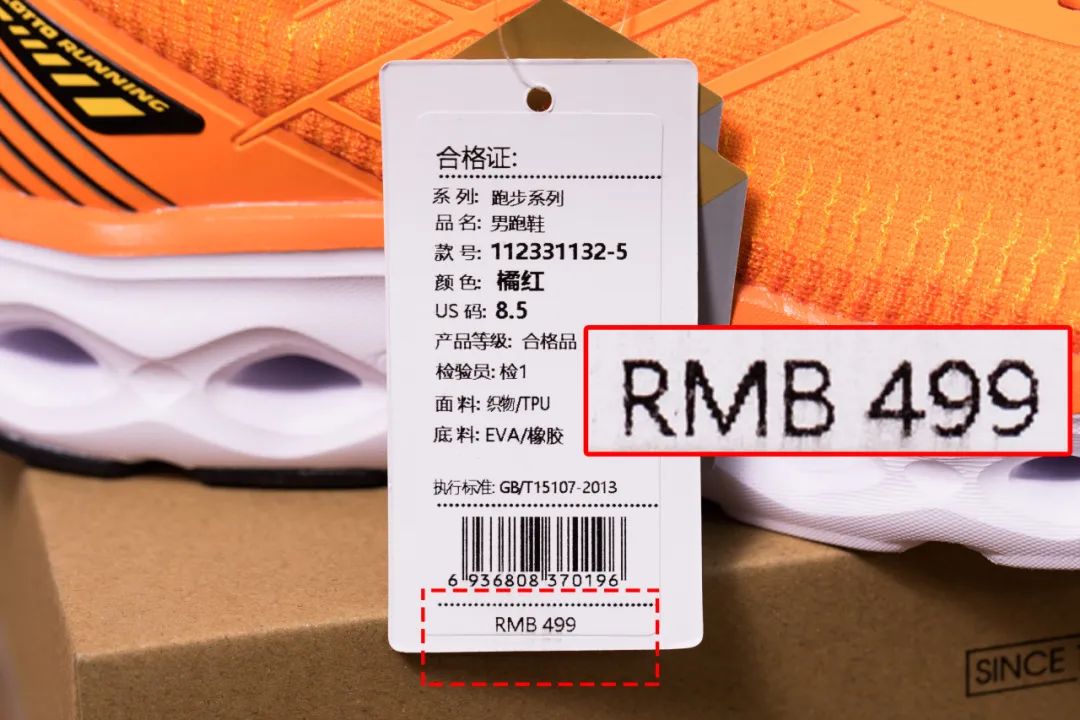 COTTO RUNNING
合格证:
系列: 跑步系列
品名: 男跑鞋
款号: 112331132-5
颜色: 橘红
US 码: 8.5
产品等级: 合格品
检验员: 检1
面料: 织物/TPU
底料: EVA/橡胶
执行标准: GB/T15107-2013
6 936808 370196
RMB 499
RMB 499
SINCE